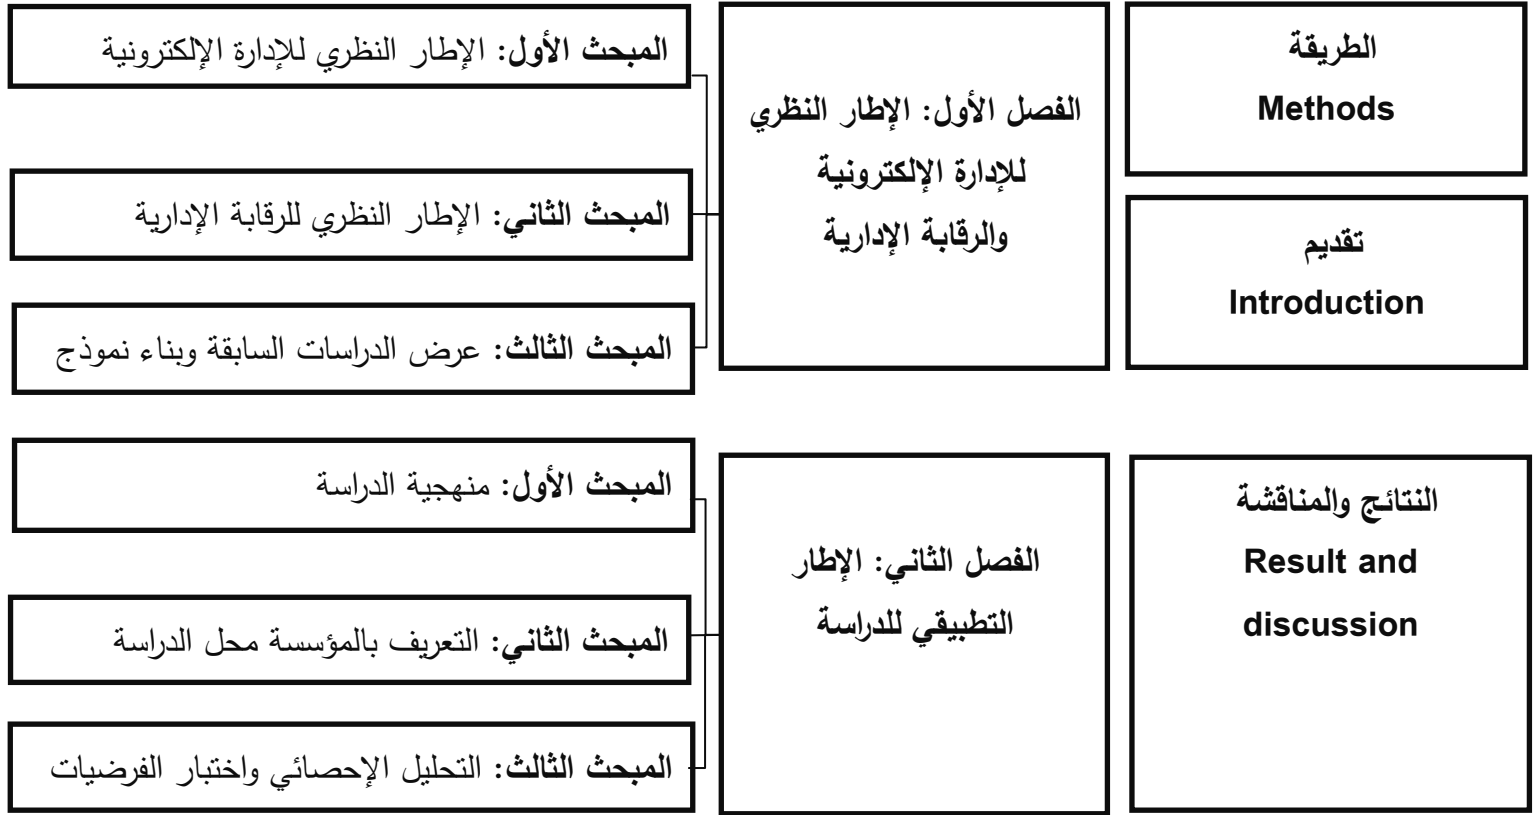 الطريقة
Methods
تقديم
Introduction
الفصل الأول: الإطار النظري
للإدارة الإلكترونية
والرقابة الإدارية
المبحث الأول: الإطار النظري للإدارة الإلكترونية
المبحث الثاني: الإطار النظري للرقابة الإدارية
المبحث الثالث: عرض الدراسات السابقة وبناء نموذج
النتائج والمناقشة
Result and
discussion
الفصل الثاني: الإطار
التطبيقي للدراسة
المبحث الأول: منهجية الدراسة
المبحث الثاني: التعريف بالمؤسسة محل الدراسة
المبحث الثالث: التحليل الإحصائي واختبار الفرضيات